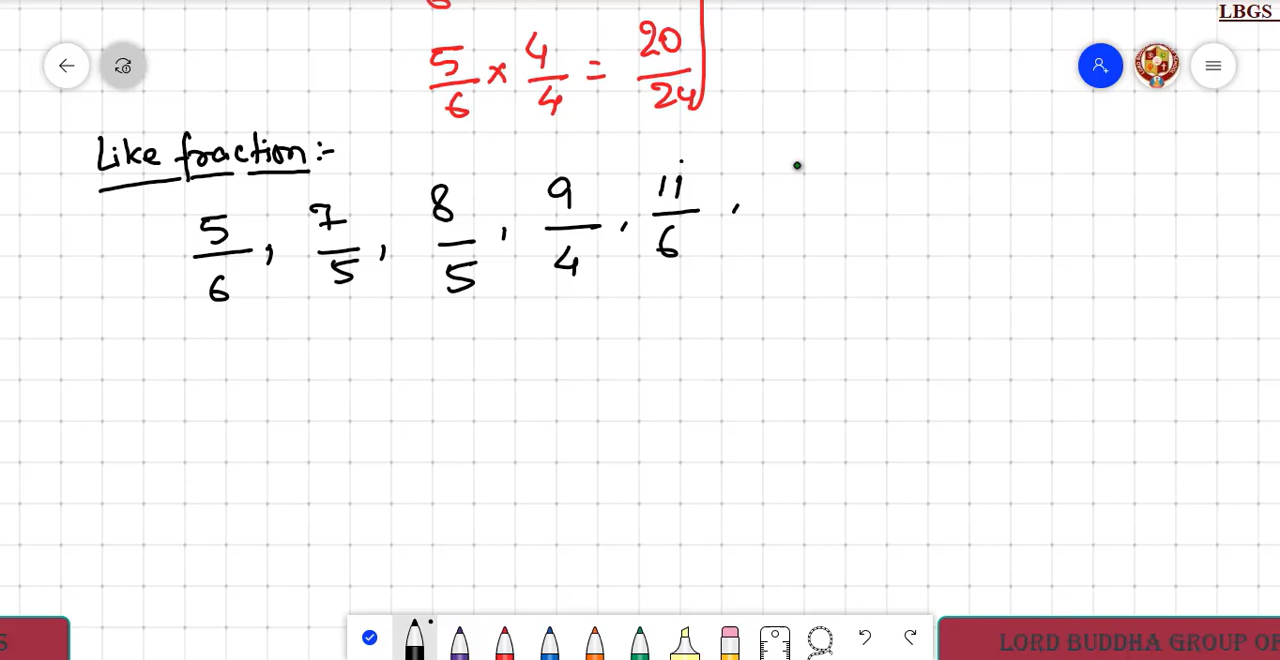 LBGS
5/6 × 4/4 = 20/24
Like fraction:-
5/6, 7/5, 8/5, 9/4, 11/6,
S
LORD BUDDHA GROUP OF